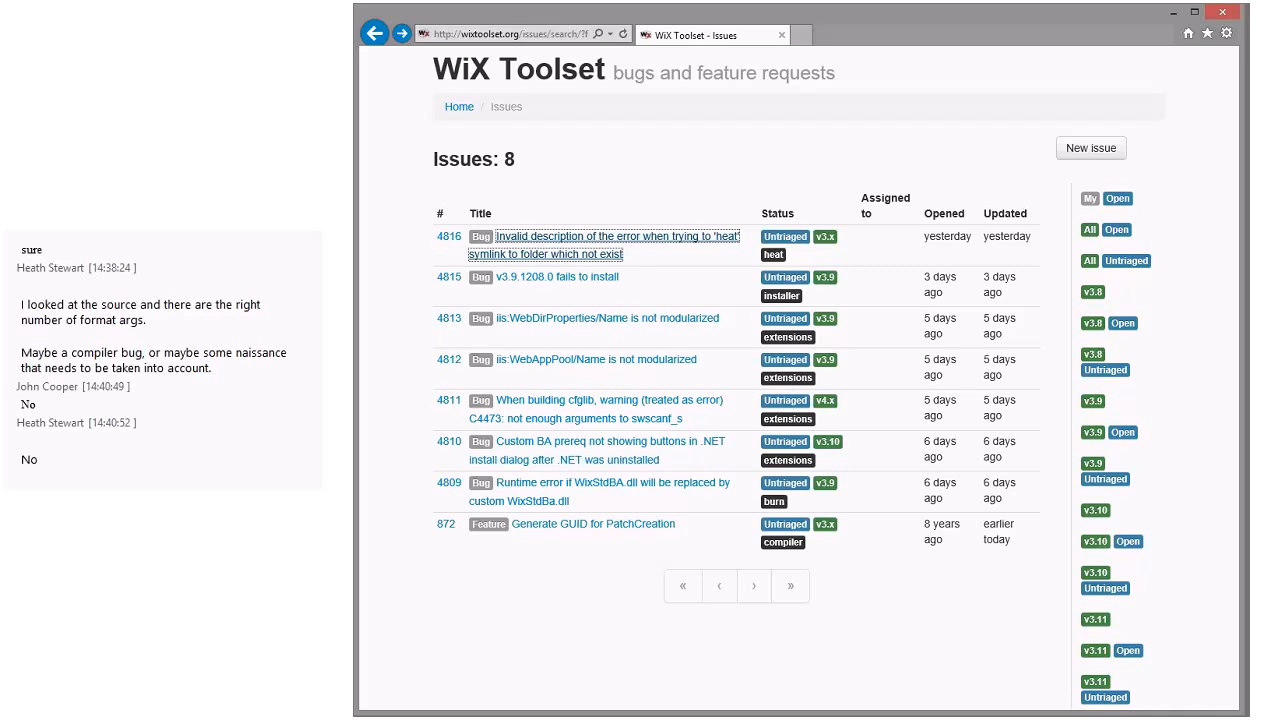 sure
Heath Stewart [14:38:24 ]
I looked at the source and there are the right
number of format args.
Maybe a compiler bug, or maybe some naissance
that needs to be taken into account.
John Cooper [14:40:49 ]
No
Heath Stewart [14:40:52 ]
No
http://wixtoolset.org/issues/search/?f
WiX Toolset - Issues
WiX Toolset bugs and feature requests
Home / Issues
Issues: 8
New issue
# Title Status Assigned to Opened Updated
4816 Bug Invalid description of the error when trying to 'heat' Untriaged v3.x yesterday yesterday
symlink to folder which not exist heat
4815 Bug v3.9.1208.0 fails to install Untriaged v3.9 3 days 3 days
installer ago ago
4813 Bug iis:WebDirProperties/Name is not modularized Untriaged v3.9 5 days 5 days
extensions ago ago
4812 Bug iis:WebAppPool/Name is not modularized Untriaged v3.9 5 days 5 days
extensions ago ago
4811 Bug When building cfglib, warning (treated as error) Untriaged v4.x 5 days 5 days
C4473: not enough arguments to swscanf_s extensions ago ago
4810 Bug Custom BA prereq not showing buttons in .NET Untriaged v3.10 6 days 6 days
install dialog after .NET was uninstalled extensions ago ago
4809 Bug Runtime error if WixStdBA.dll will be replaced by Untriaged v3.9 6 days 6 days
custom WixStdBa.dll burn ago ago
872 Feature Generate GUID for PatchCreation Untriaged v3.x 8 years earlier
compiler ago today
« ‹ › »
My Open
All Open
All Untriaged
v3.8
v3.8 Open
v3.8
Untriaged
v3.9
v3.9 Open
v3.9
Untriaged
v3.10
v3.10 Open
v3.10
Untriaged
v3.11
v3.11 Open
v3.11
Untriaged